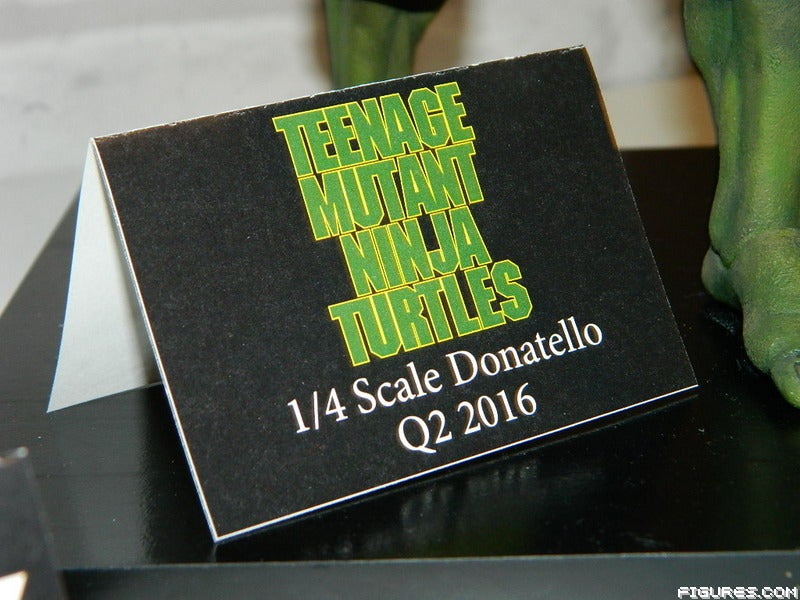 TEENAGE
MUTANT
NINJA
TURTLES
1/4 Scale Donatello
Q2 2016
FIGURES.COM